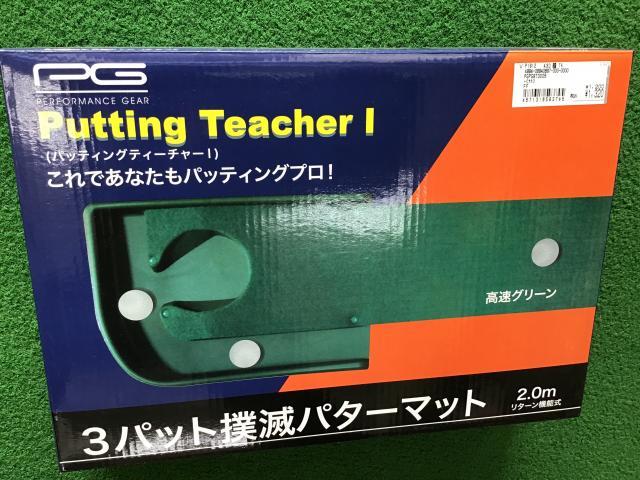 PG
PERFORMANCE GEAR
Putting Teacher I
(パッティングティーチャーI)
これであなたもパッティングプロ!
高速グリーン
3パット撲滅パターマット
2.0m
リターン機能式